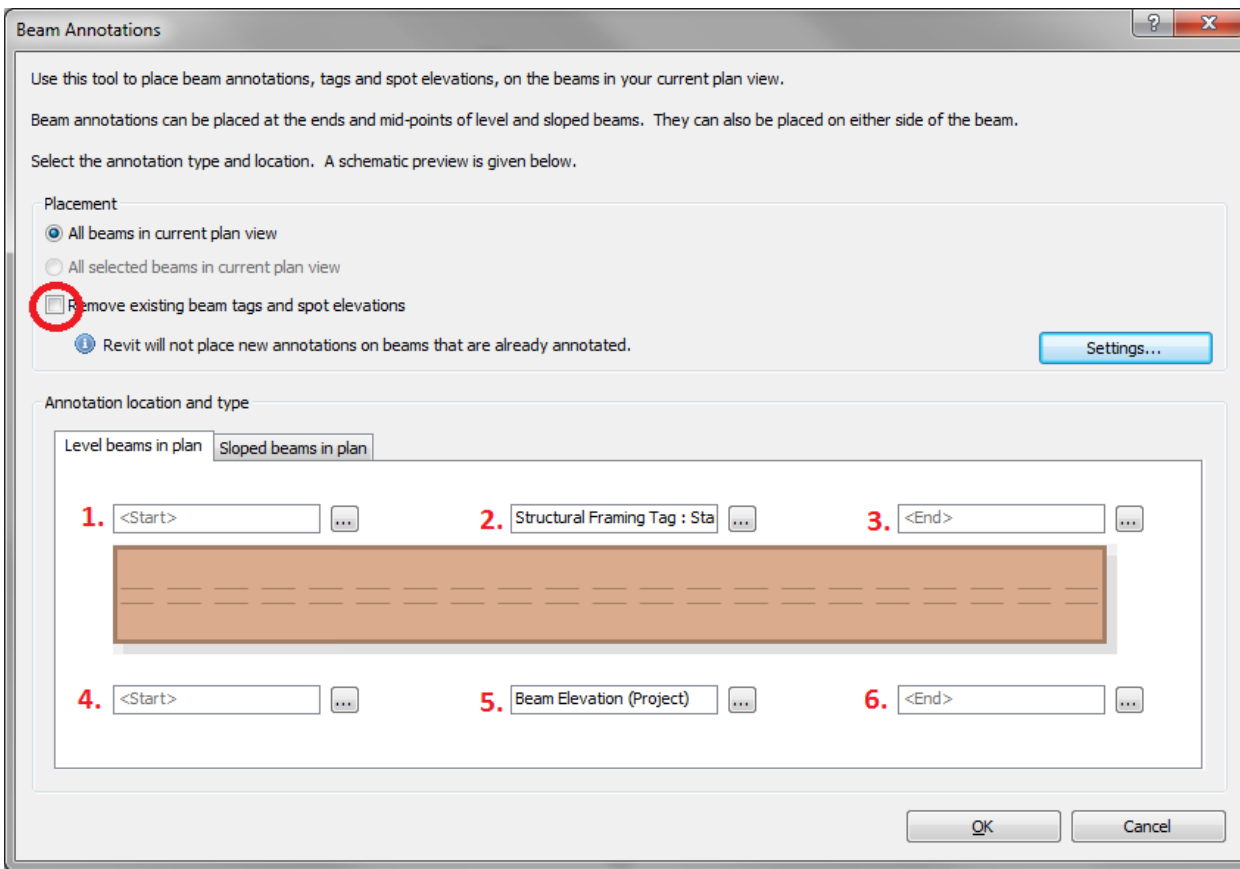 Beam Annotations
Use this tool to place beam annotations, tags and spot elevations, on the beams in your current plan view.
Beam annotations can be placed at the ends and mid-points of level and sloped beams.  They can also be placed on either side of the beam.
Select the annotation type and location.  A schematic preview is given below.
Placement
All beams in current plan view
All selected beams in current plan view
Remove existing beam tags and spot elevations
Revit will not place new annotations on beams that are already annotated.
Settings...
Annotation location and type
Level beams in plan Sloped beams in plan
1. <Start> ... 2. Structural Framing Tag : Sta ... 3. <End> ...
4. <Start> ... 5. Beam Elevation (Project) ... 6. <End> ...
OK Cancel